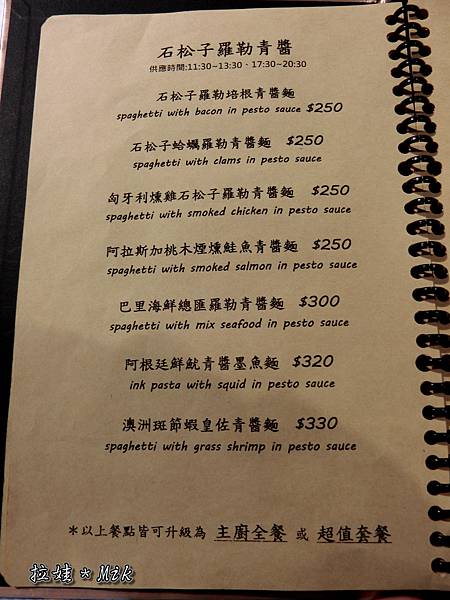 石松子羅勒青醬
供應時間:11:30~13:30、17:30~20:30
石松子羅勒培根青醬麵
spaghetti with bacon in pesto sauce $250
石松子蛤蠣羅勒青醬麵 $250
spaghetti with clams in pesto sauce
匈牙利燻雞石松子羅勒青醬麵 $250
spaghetti with smoked chicken in pesto sauce
阿拉斯加桃木煙燻鮭魚青醬麵 $250
spaghetti with smoked salmon in pesto sauce
巴里海鮮總匯羅勒青醬麵 $300
spaghetti with mix seafood in pesto sauce
阿根廷鮮魷青醬墨魚麵 $320
ink pasta with squid in pesto sauce
澳洲斑節蝦皇佐青醬麵 $330
spaghetti with grass shrimp in pesto sauce
＊以上餐點皆可升級為 主廚全餐 或 超值套餐
拉娃＊Mik